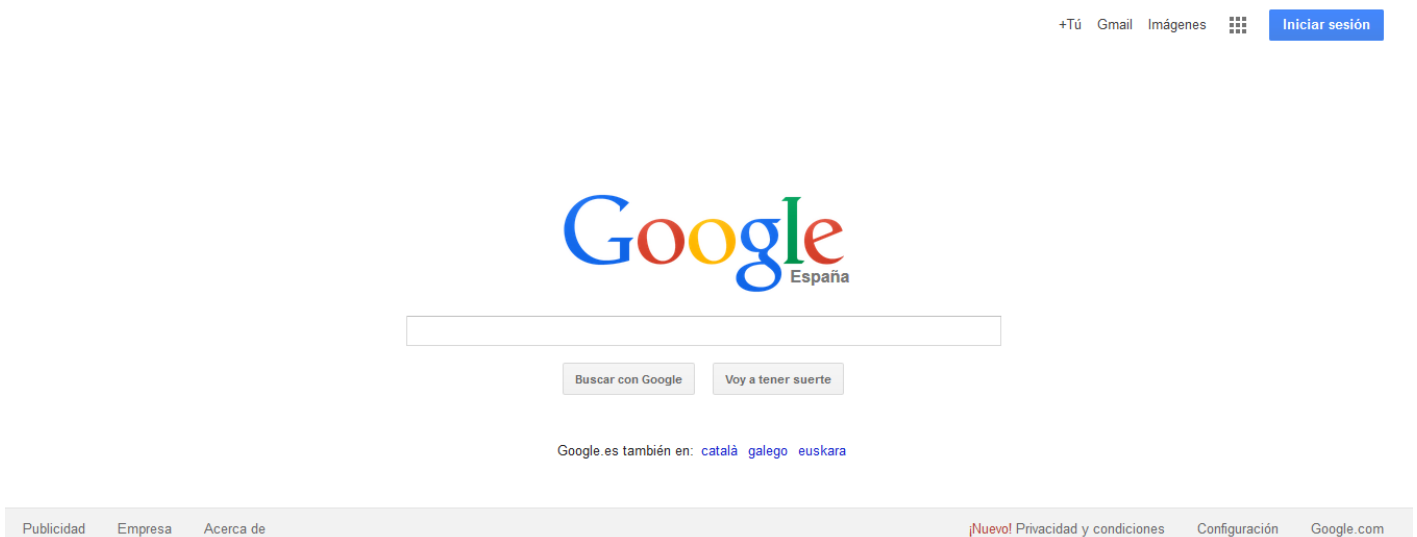 +Tú Gmail Imágenes Iniciar sesión
Google
España
Buscar con Google Voy a tener suerte
Google.es también en: català galego euskara
Publicidad Empresa Acerca de ¡Nuevo! Privacidad y condiciones Configuración Google.com